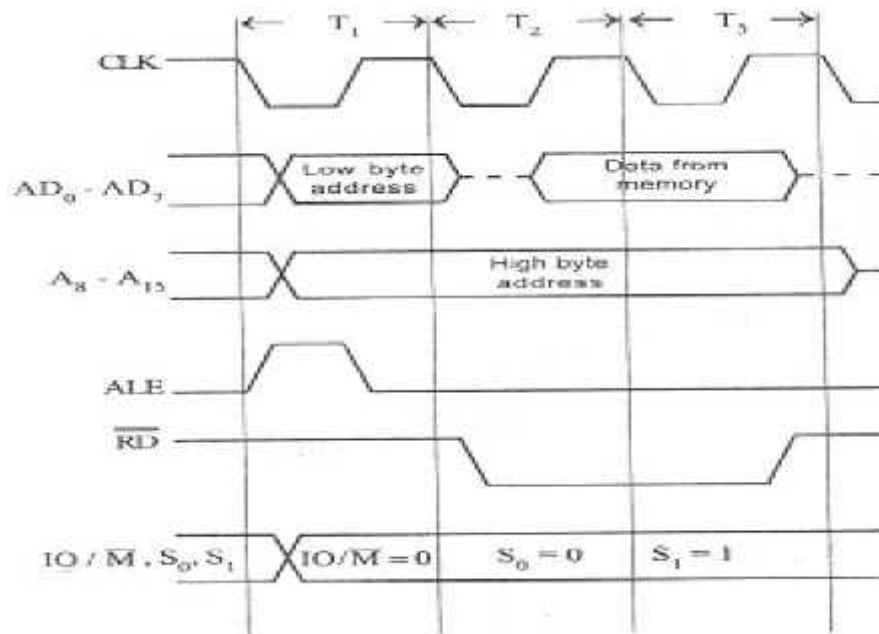 T₁ T₂ T₃
CLK
AD₀ - AD₇ Low byte address Data from memory
A₈ - A₁₅ High byte address
ALE
R̅D̅
IO / M̅ , S₀, S₁ IO/M̅ = 0 S₀ = 0 S₁ = 1